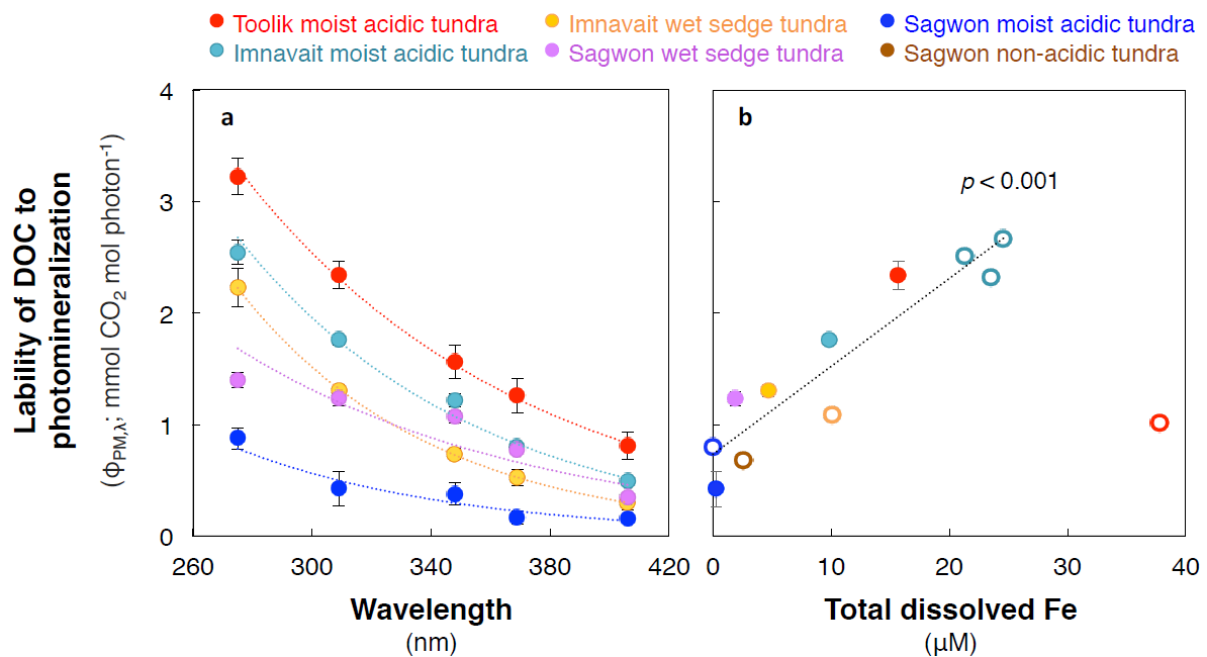 Toolik moist acidic tundra
Imnavait wet sedge tundra
Sagwon moist acidic tundra
Imnavait moist acidic tundra
Sagwon wet sedge tundra
Sagwon non-acidic tundra
Lability of DOC to
photomineralization
(ϕPM,λ; mmol CO₂ mol photon⁻¹)
4
3
2
1
0
a
260
300
340
380
420
Wavelength
(nm)
b
p < 0.001
0
10
20
30
40
Total dissolved Fe
(µM)